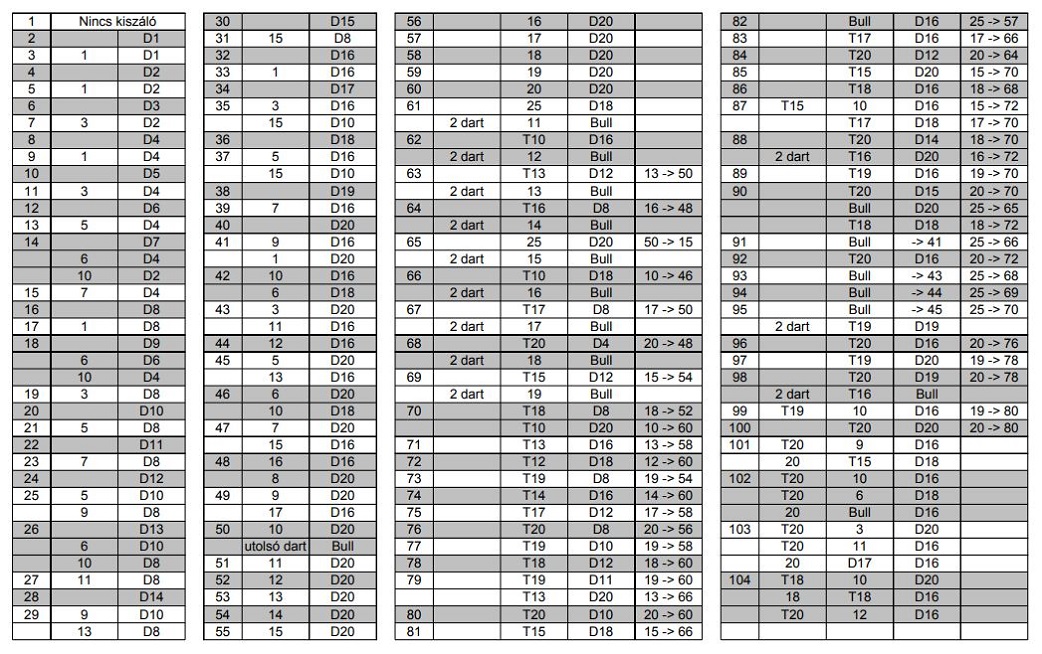 1 Nincs kiszáló
2 D1
3 1 D1
4 D2
5 1 D2
6 D3
7 3 D2
8 D4
9 1 D4
10 D5
11 3 D4
12 D6
13 5 D4
14 D7
6 D4
10 D2
15 7 D4
16 D8
17 1 D8
18 D9
6 D6
10 D4
19 3 D8
20 D10
21 5 D8
22 D11
23 7 D8
24 D12
25 5 D10
9 D8
26 D13
6 D10
10 D8
27 11 D8
28 D14
29 9 D10
13 D8
30 D15
31 15 D8
32 D16
33 1 D16
34 D17
35 3 D16
15 D10
36 D18
37 5 D16
15 D10
38 D19
39 7 D16
40 D20
41 9 D16
1 D20
42 10 D16
6 D18
43 3 D20
11 D16
44 12 D16
45 5 D20
13 D16
46 6 D20
10 D18
47 7 D20
15 D16
48 16 D16
8 D20
49 9 D20
17 D16
50 10 D20
utolsó dart Bull
51 11 D20
52 12 D20
53 13 D20
54 14 D20
55 15 D20
56 16 D20
57 17 D20
58 18 D20
59 19 D20
60 20 D20
61 25 D18
2 dart 11 Bull
62 T10 D16
2 dart 12 Bull
63 T13 D12 13 -> 50
2 dart 13 Bull
64 T16 D8 16 -> 48
2 dart 14 Bull
65 25 D20 50 -> 15
2 dart 15 Bull
66 T10 D18 10 -> 46
2 dart 16 Bull
67 T17 D8 17 -> 50
2 dart 17 Bull
68 T20 D4 20 -> 48
2 dart 18 Bull
69 T15 D12 15 -> 54
2 dart 19 Bull
70 T18 D8 18 -> 52
T10 D20 10 -> 60
71 T13 D16 13 -> 58
72 T12 D18 12 -> 60
73 T19 D8 19 -> 54
74 T14 D16 14 -> 60
75 T17 D12 17 -> 58
76 T20 D8 20 -> 56
77 T19 D10 19 -> 58
78 T18 D12 18 -> 60
79 T19 D11 19 -> 60
T13 D20 13 -> 66
80 T20 D10 20 -> 60
81 T15 D18 15 -> 66
82 Bull D16 25 -> 57
83 T17 D16 17 -> 66
84 T20 D12 20 -> 64
85 T15 D20 15 -> 70
86 T18 D16 18 -> 68
87 T15 10 D16 15 -> 72
T17 D18 17 -> 70
88 T20 D14 18 -> 70
2 dart T16 D20 16 -> 72
89 T19 D16 19 -> 70
90 T20 D15 20 -> 70
Bull D20 25 -> 65
T18 D18 18 -> 72
91 Bull -> 41 25 -> 66
92 T20 D16 20 -> 72
93 Bull -> 43 25 -> 68
94 Bull -> 44 25 -> 69
95 Bull -> 45 25 -> 70
2 dart T19 D19
96 T20 D16 20 -> 76
97 T19 D20 19 -> 78
98 T20 D19 20 -> 78
2 dart T16 Bull
99 T19 10 D16 19 -> 80
100 T20 D20 20 -> 80
101 T20 9 D16
20 T15 D18
102 T20 10 D16
T20 6 D18
20 Bull D16
103 T20 3 D20
T20 11 D16
20 D17 D16
104 T18 10 D20
18 T18 D16
T20 12 D16